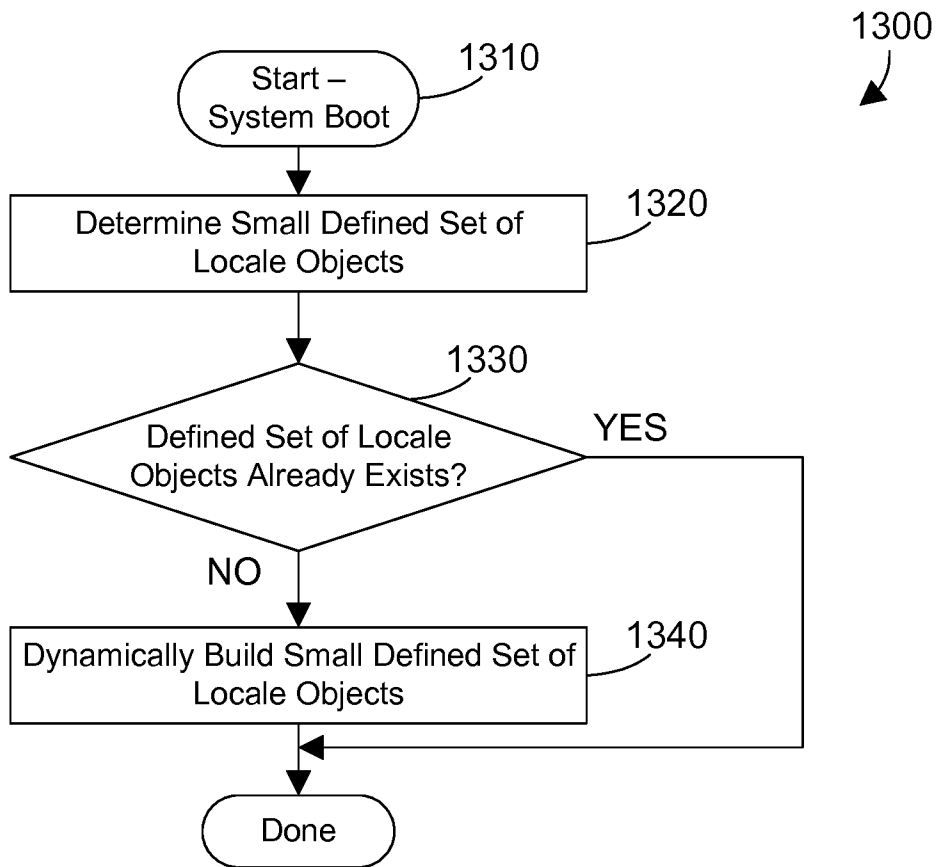 1300
1310
Start –
System Boot
1320
Determine Small Defined Set of
Locale Objects
1330
Defined Set of Locale
Objects Already Exists?
YES
NO
1340
Dynamically Build Small Defined Set of
Locale Objects
Done